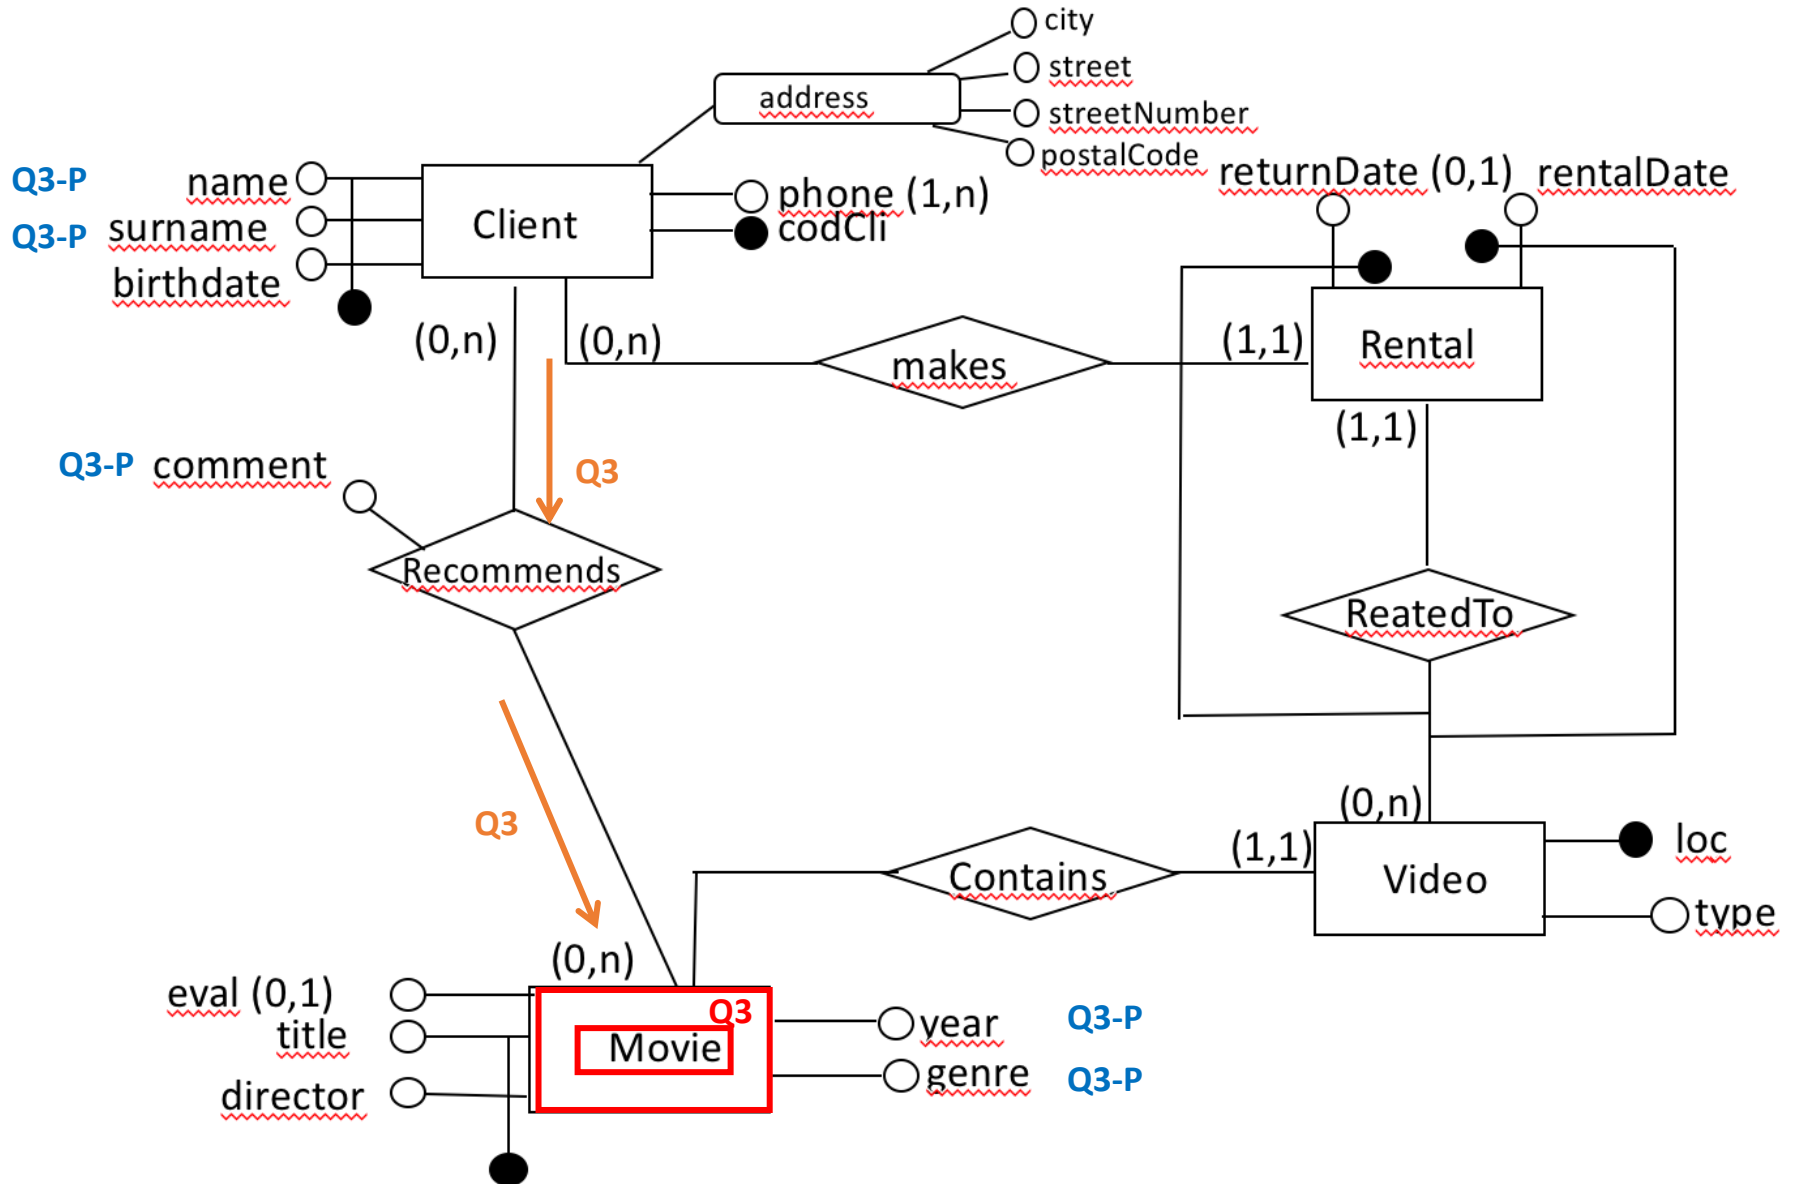 city
street
address
streetNumber
postalCode
returnDate (0,1) rentalDate
Q3-P name
phone (1,n)
Client
Q3-P surname
codCli
birthdate
(0,n)
(0,n)
makes
(1,1)
Rental
(1,1)
Q3-P comment
Q3
Recommends
ReatedTo
Q3
(0,n)
(1,1)
Contains
Video
loc
type
(0,n)
eval (0,1)
Q3
year Q3-P
title
Movie
genre Q3-P
director